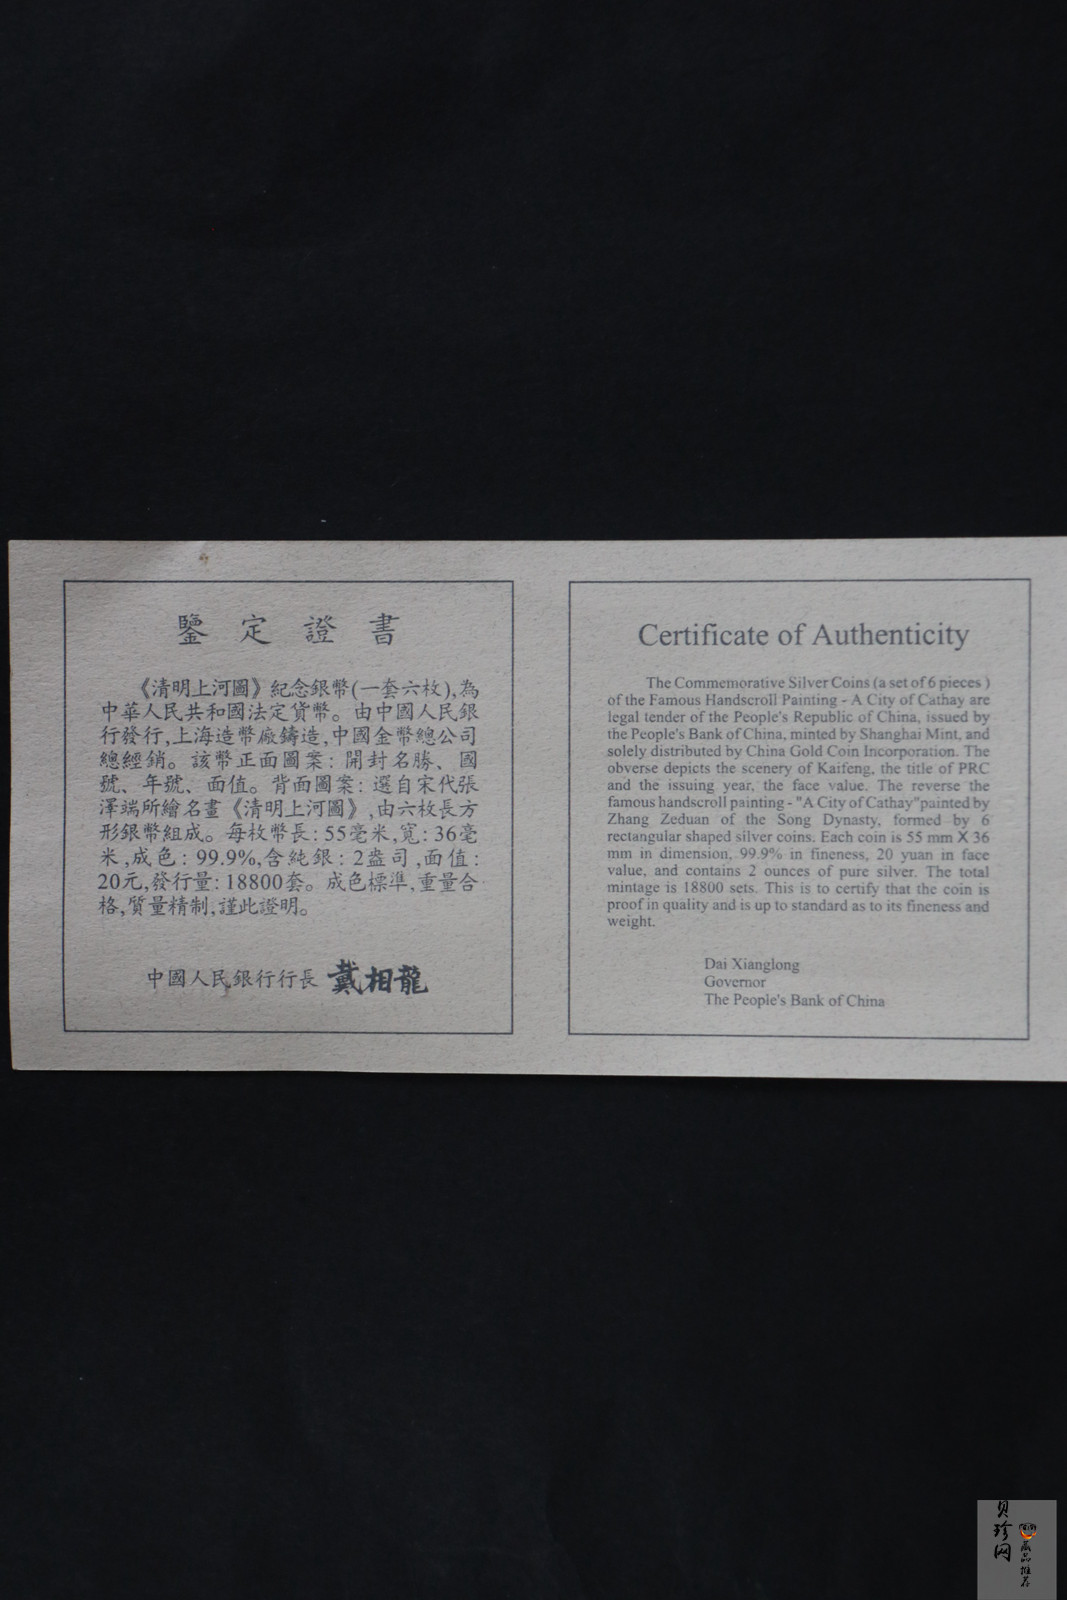 鑒定證書
《清明上河圖》紀念銀幣(一套六枚),為
中華人民共和國法定貨幣。由中國人民銀
行發行,上海造幣廠鑄造,中國金幣總公司
總經銷。該幣正面圖案:開封名勝、國
號、年號、面值。背面圖案:選自宋代張
澤端所繪名畫《清明上河圖》,由六枚長方
形銀幣組成。每枚幣長:55毫米,寬:36毫
米,成色:99.9%,含純銀:2盎司,面值:
20元,發行量:18800套。成色標準,重量合
格,質量精制,謹此證明。
中國人民銀行行長 戴相龍
Certificate of Authenticity
The Commemorative Silver Coins (a set of 6 pieces )
of the Famous Handscroll Painting - A City of Cathay are
legal tender of the People's Republic of China, issued by
the People's Bank of China, minted by Shanghai Mint, and
solely distributed by China Gold Coin Incorporation. The
obverse depicts the scenery of Kaifeng, the title of PRC
and the issuing year, the face value. The reverse the
famous handscroll painting - "A City of Cathay"painted by
Zhang Zeduan of the Song Dynasty, formed by 6
rectangular shaped silver coins. Each coin is 55 mm X 36
mm in dimension, 99.9% in fineness, 20 yuan in face
value, and contains 2 ounces of pure silver. The total
mintage is 18800 sets. This is to certify that the coin is
proof in quality and is up to standard as to its fineness and
weight.
Dai Xianglong
Governor
The People's Bank of China
贝珍网
藏品推荐